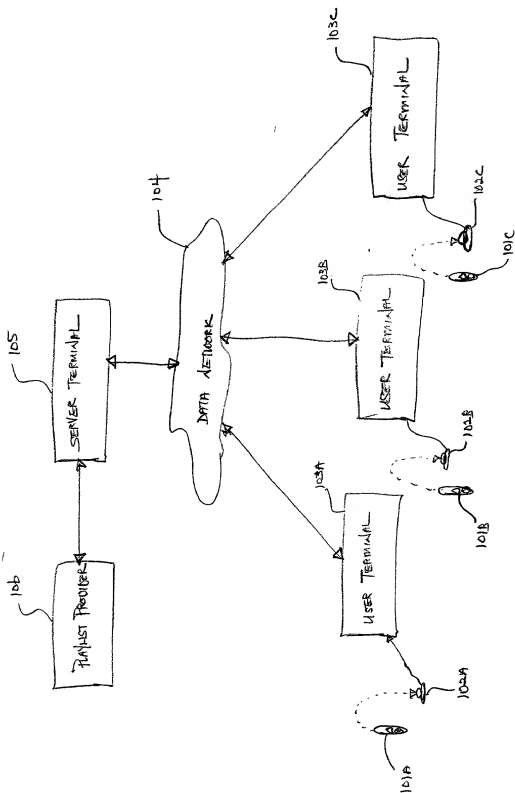 106
PLAYLIST PROVIDER
105
SERVER TERMINAL
104
DATA NETWORK
103A
USER TERMINAL
103B
USER TERMINAL
103C
USER TERMINAL
101A
102A
101B
102B
101C
102C